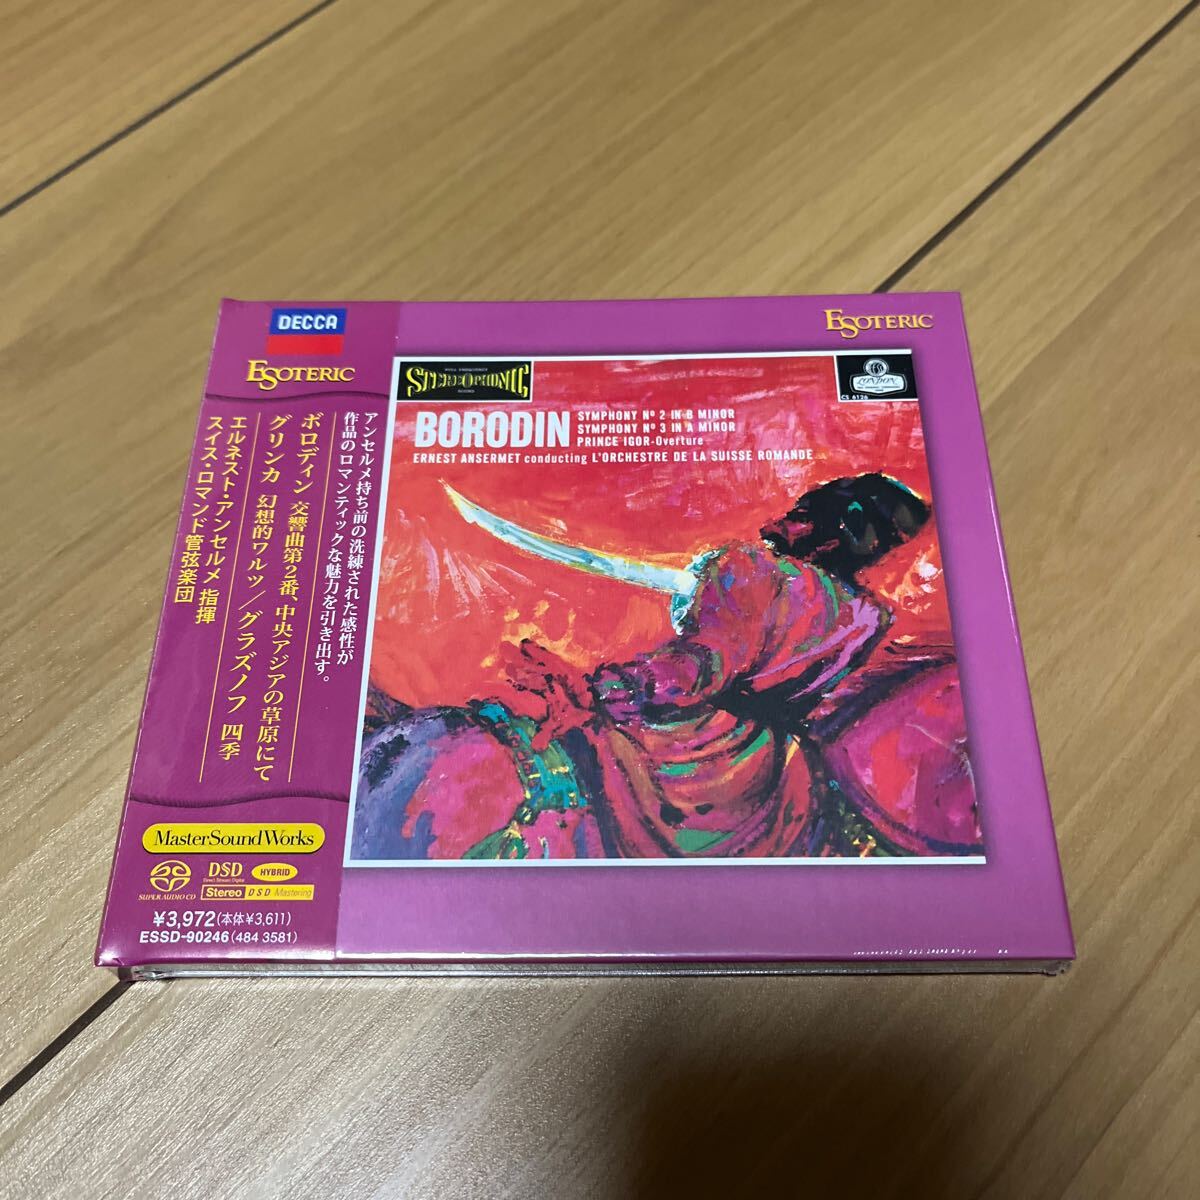 DECCA
ESOTERIC
アンセルメ持ち前の洗練された感性が
作品のロマンティックな魅力を引き出す。
ボロディン 交響曲第2番、中央アジアの草原にて
グリンカ 幻想的ワルツ／グラズノフ 四季
エルネスト・アンセルメ 指揮
スイス・ロマンド管弦楽団
MasterSoundWorks
SUPER AUDIO CD
DSD
Direct Stream Digital
HYBRID
Stereo
DSD Mastering
¥3,972(本体¥3,611)
ESSD-90246(484 3581)
ESOTERIC
FULL FREQUENCY
STEREOPHONIC
SOUND
LONDON
CS 6126
BORODIN
SYMPHONY Nº 2 IN B MINOR
SYMPHONY Nº 3 IN A MINOR
PRINCE IGOR-Overture
ERNEST ANSERMET conducting L'ORCHESTRE DE LA SUISSE ROMANDE